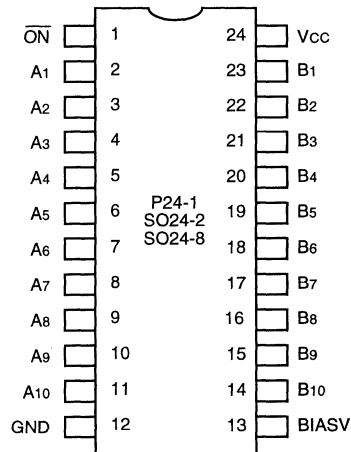 ON 1 24 VCC
A1 2 23 B1
A2 3 22 B2
A3 4 21 B3
A4 5 20 B4
P24-1
A5 6 19 B5
SO24-2
SO24-8
A6 7 18 B6
A7 8 17 B7
A8 9 16 B8
A9 10 15 B9
A10 11 14 B10
GND 12 13 BIASV